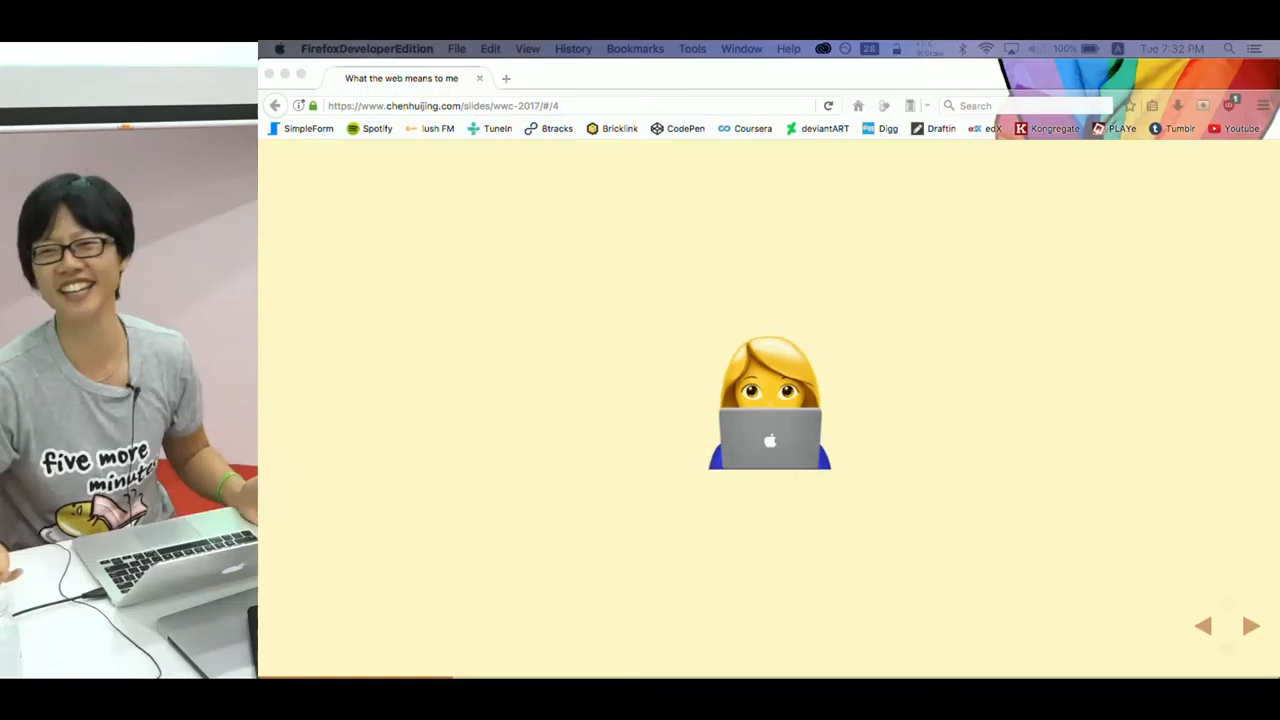 FirefoxDeveloperEdition File Edit View History Bookmarks Tools Window Help 28 100% A Tue 7:32 PM
What the web means to me
https://www.chenhuijing.com/slides/wwc-2017/#/4 Search 1
SimpleForm Spotify lush FM TuneIn 8tracks Bricklink CodePen Coursera deviantART Digg Draftin edX Kongregate PLAYe Tumblr Youtube
five more
minutes